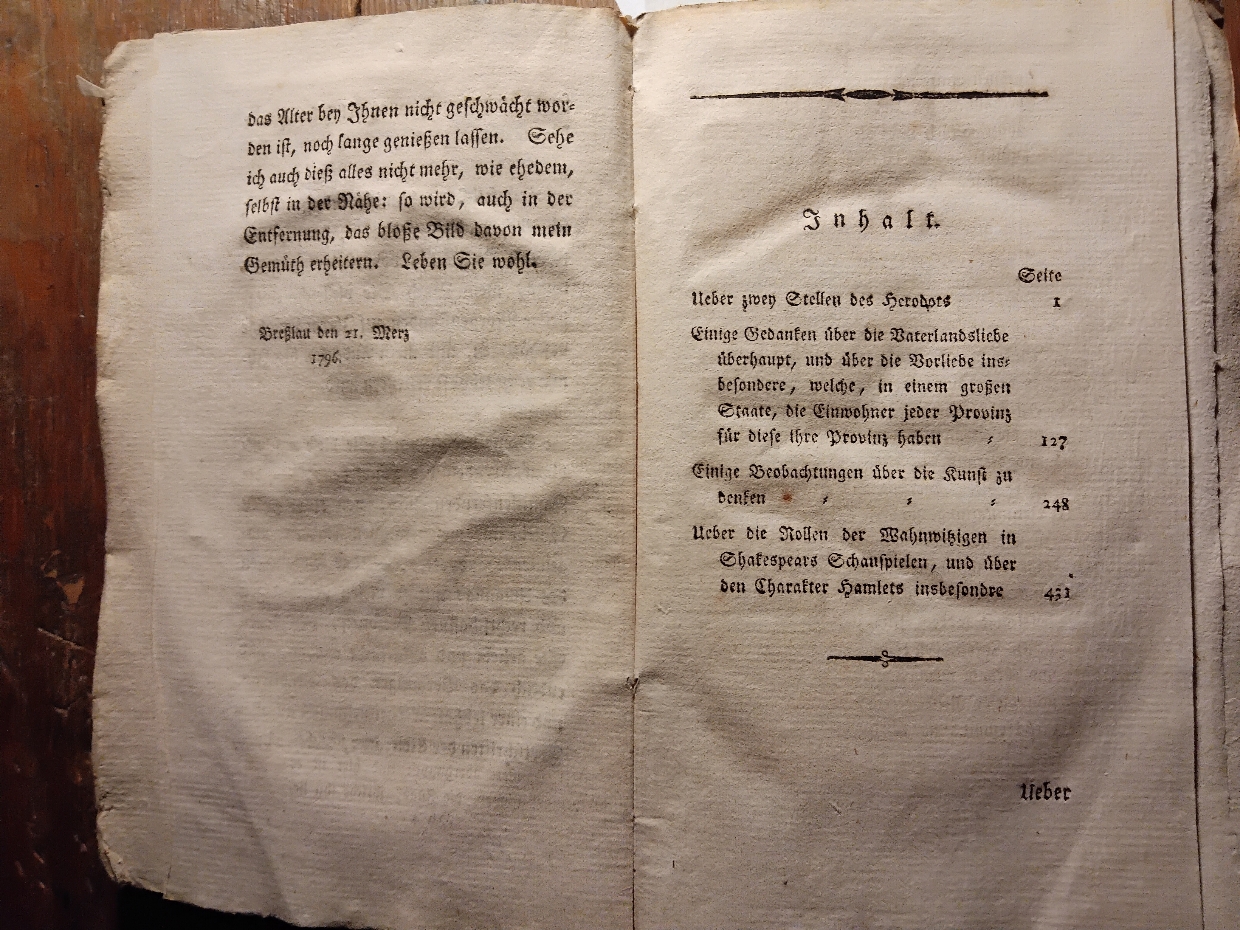 das Alter bey Ihnen nicht geschwächt wor-
den ist, noch lange genießen lassen. Sehe
ich auch dieß alles nicht mehr, wie ehedem,
selbst in der Nähe: so wird, auch in der
Entfernung, das bloße Bild davon mein
Gemüth erheitern. Leben Sie wohl.
Breßlau den 21. Merz
1796.
Inhalt.
Seite
Ueber zwey Stellen des Herodots 1
Einige Gedanken über die Vaterlandsliebe
überhaupt, und über die Vorliebe ins-
besondere, welche, in einem großen
Staate, die Einwohner jeder Provinz
für diese ihre Provinz haben - 127
Einige Beobachtungen über die Kunst zu
denken - - - 248
Ueber die Rollen der Wahnwitzigen in
Shakespears Schauspielen, und über
den Charakter Hamlets insbesondre 431
Ueber